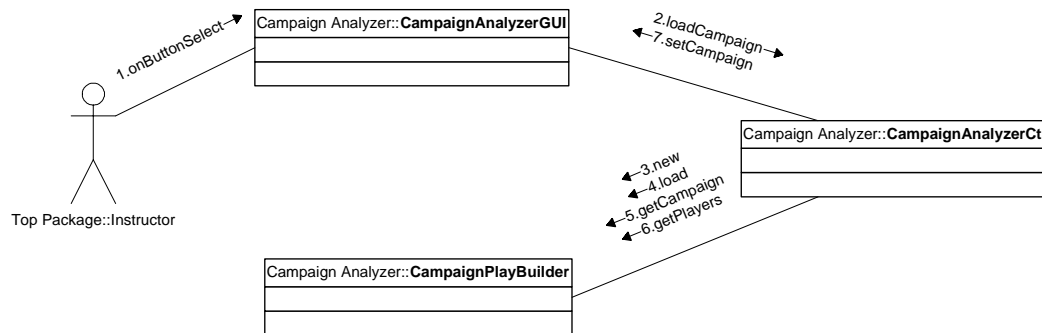 Campaign Analyzer::CampaignAnalyzerGUI
1.onButtonSelect
2.loadCampaign
7.setCampaign
Top Package::Instructor
Campaign Analyzer::CampaignAnalyzerCt
3.new
4.load
5.getCampaign
6.getPlayers
Campaign Analyzer::CampaignPlayBuilder